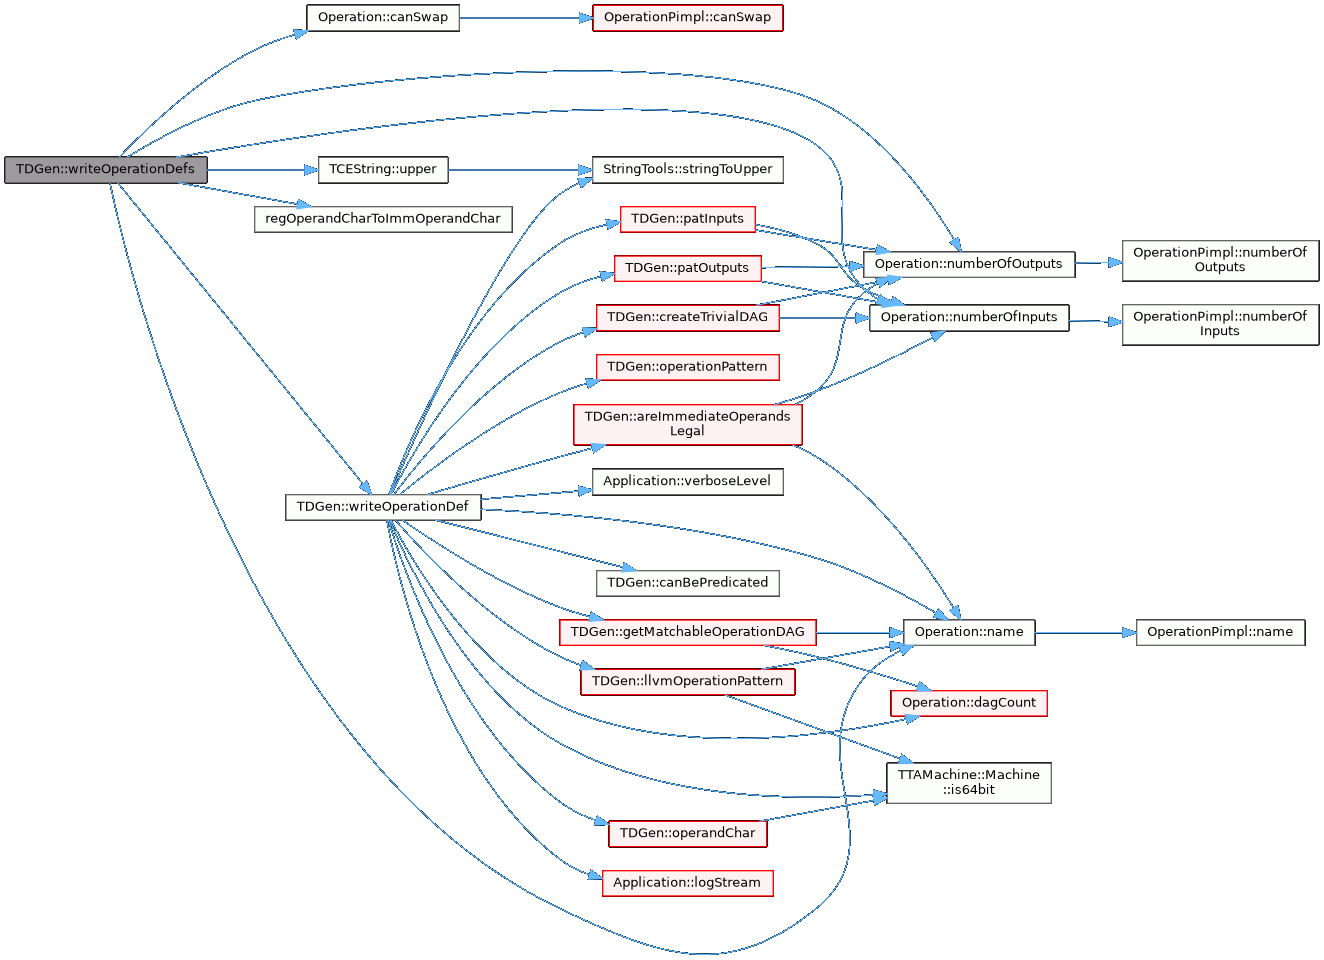 Operation::canSwap
OperationPimpl::canSwap
TDGen::writeOperationDefs
TCEString::upper
StringTools::stringToUpper
regOperandCharToImmOperandChar
TDGen::patInputs
TDGen::patOutputs
Operation::numberOfOutputs
OperationPimpl::numberOf
Outputs
TDGen::createTrivialDAG
Operation::numberOfInputs
OperationPimpl::numberOf
Inputs
TDGen::operationPattern
TDGen::areImmediateOperands
Legal
Application::verboseLevel
TDGen::writeOperationDef
TDGen::canBePredicated
TDGen::getMatchableOperationDAG
Operation::name
OperationPimpl::name
TDGen::llvmOperationPattern
Operation::dagCount
TTAMachine::Machine
::is64bit
TDGen::operandChar
Application::logStream